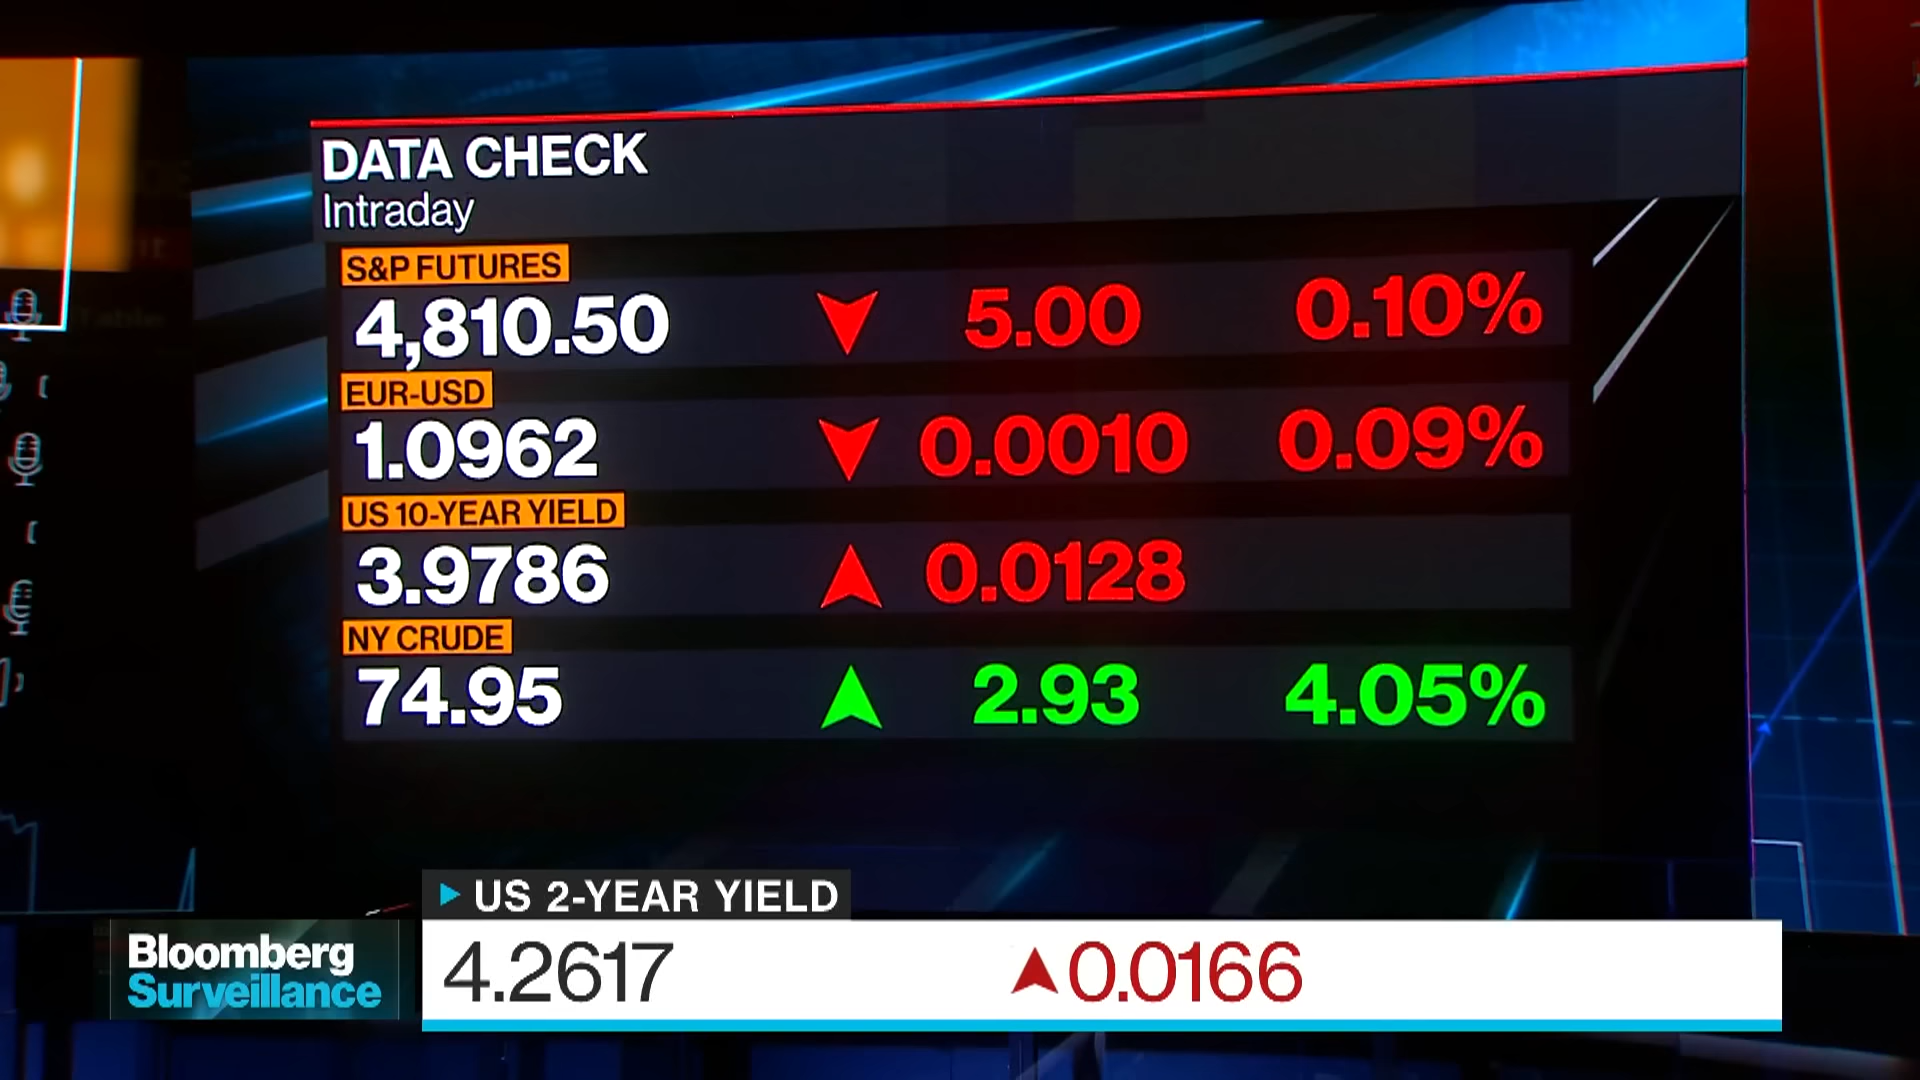 DATA CHECK
Intraday
S&P FUTURES
4,810.50 5.00 0.10%
EUR-USD
1.0962 0.0010 0.09%
US 10-YEAR YIELD
3.9786 0.0128
NY CRUDE
74.95 2.93 4.05%
US 2-YEAR YIELD
4.2617 0.0166
Bloomberg
Surveillance